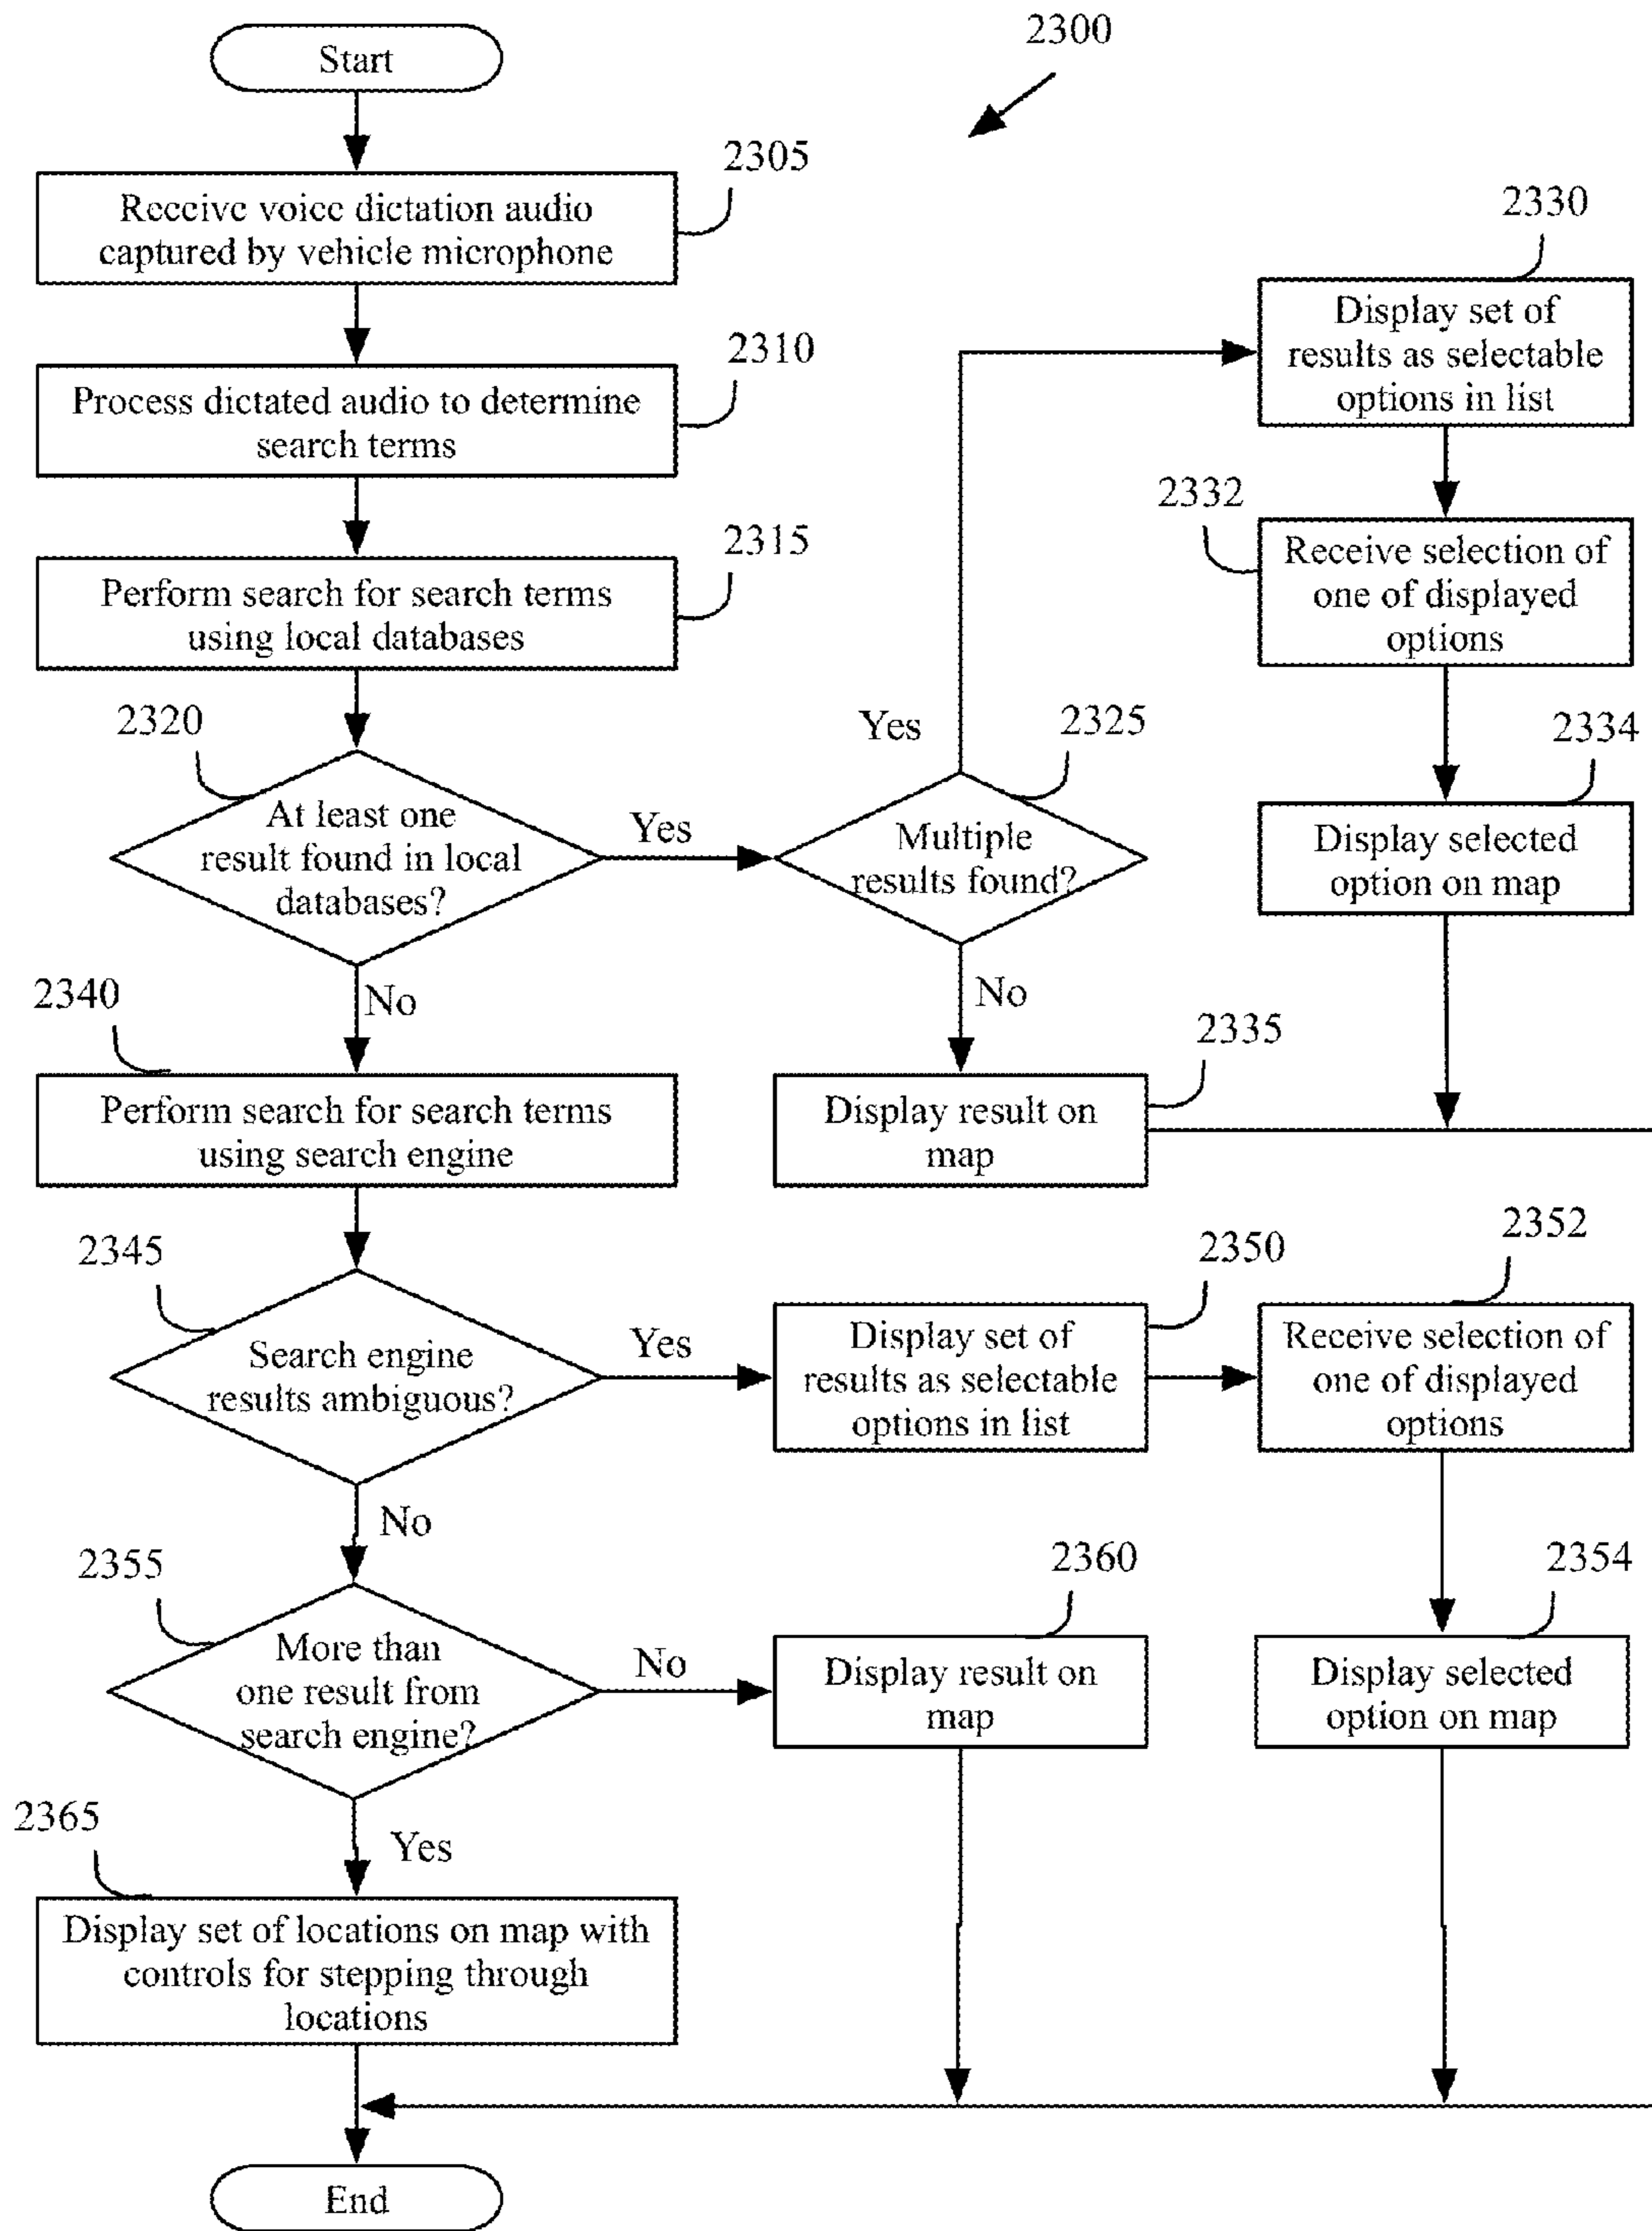 Start
2300
2305
Receive voice dictation audio
captured by vehicle microphone
2310
Process dictated audio to determine
search terms
2315
Perform search for search terms
using local databases
2320
At least one
result found in local
databases?
Yes
2325
Multiple
results found?
Yes
2330
Display set of
results as selectable
options in list
2332
Receive selection of
one of displayed
options
2334
Display selected
option on map
No
2335
Display result on
map
No
2340
Perform search for search terms
using search engine
2345
Search engine
results ambiguous?
Yes
2350
Display set of
results as selectable
options in list
2352
Receive selection of
one of displayed
options
2354
Display selected
option on map
No
2355
More than
one result from
search engine?
No
2360
Display result on
map
Yes
2365
Display set of locations on map with
controls for stepping through
locations
End